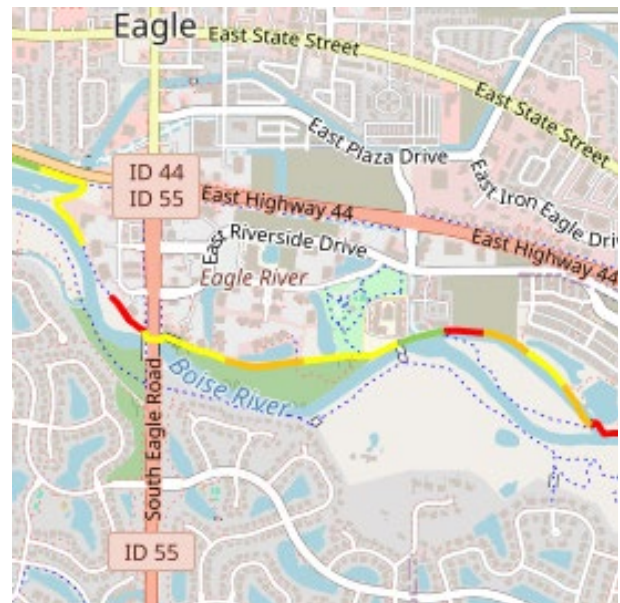 Eagle
East State Street
East State Street
East Plaza Drive
ID 44
ID 55
East Highway 44
East Iron Eagle Driv
East Riverside Drive
East Highway 44
Eagle River
Boise River
South Eagle Road
ID 55